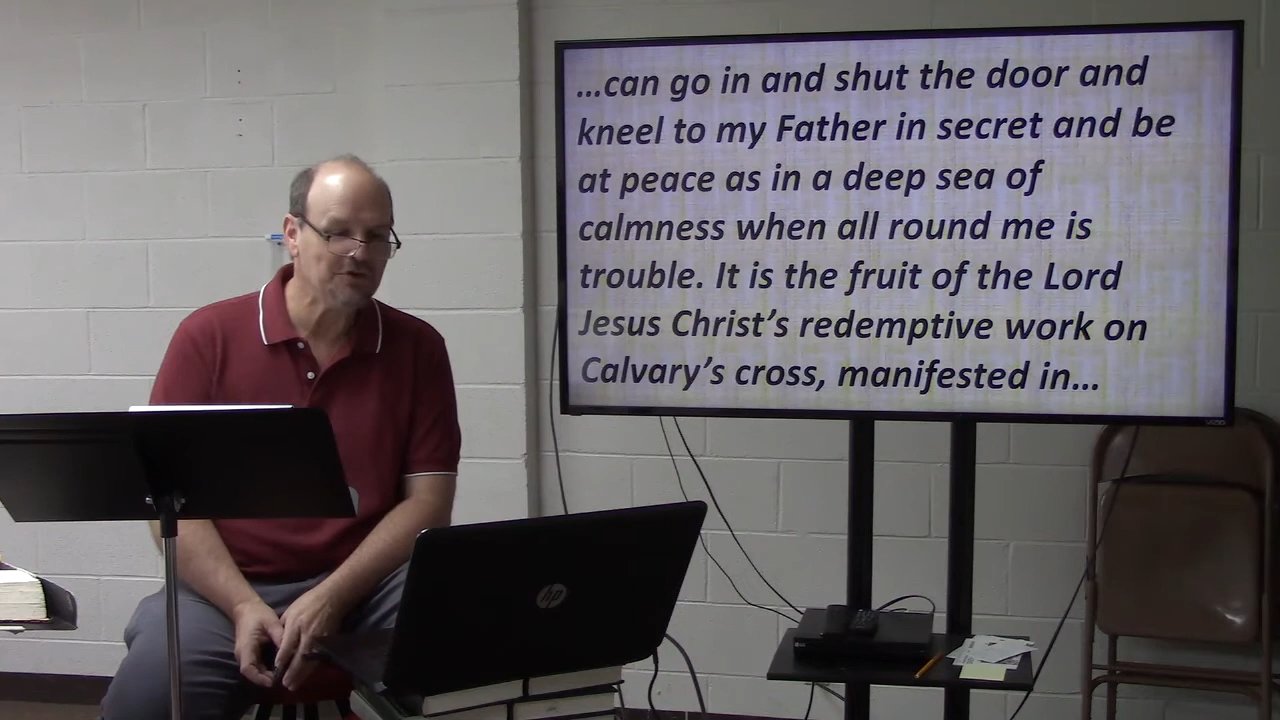 ...can go in and shut the door and
kneel to my Father in secret and be
at peace as in a deep sea of
calmness when all round me is
trouble. It is the fruit of the Lord
Jesus Christ’s redemptive work on
Calvary’s cross, manifested in...
hp